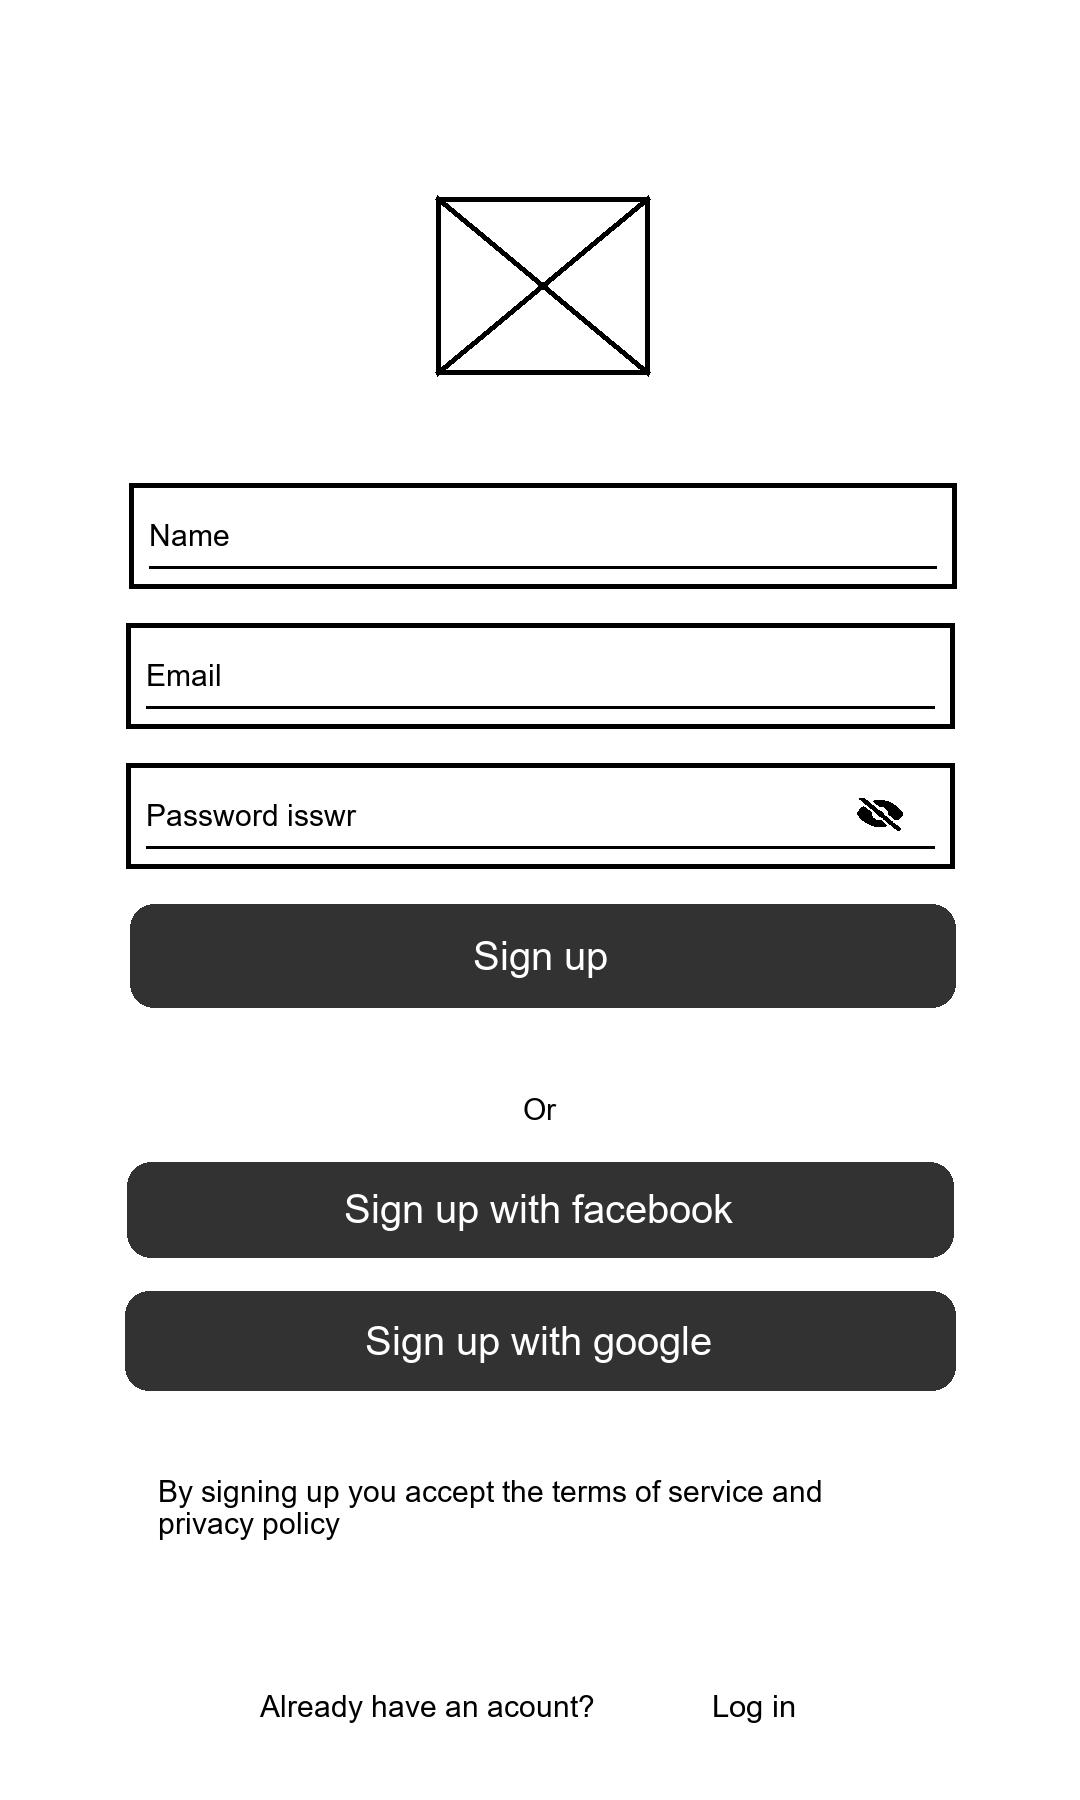 Name
Email
Password isswr
Sign up
Or
Sign up with facebook
Sign up with google
By signing up you accept the terms of service and
privacy policy
Already have an acount? Log in